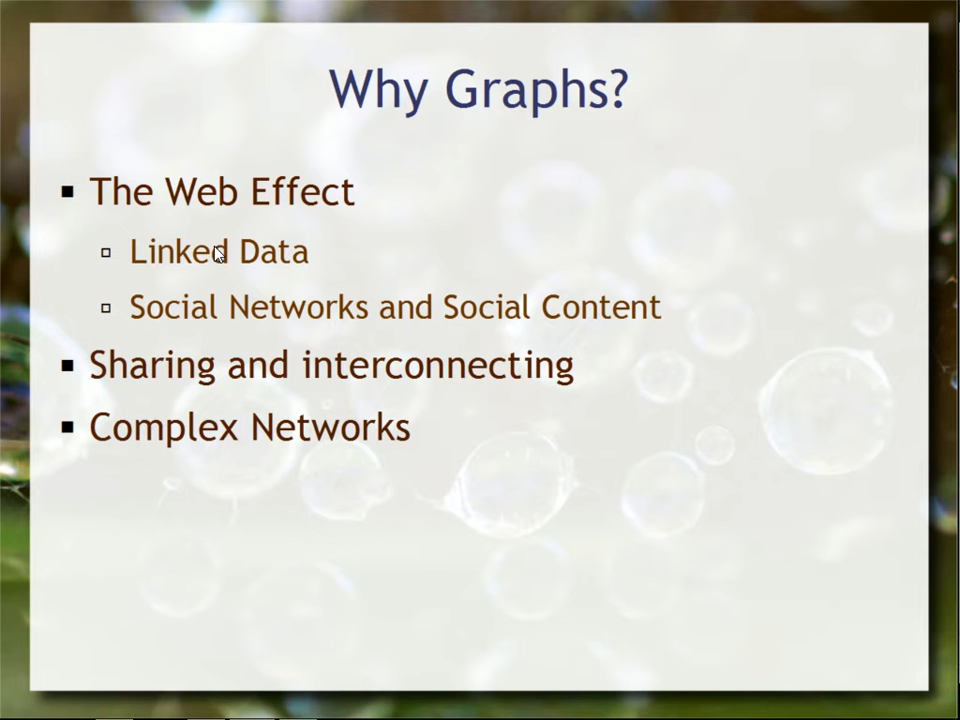 Why Graphs?
The Web Effect
Linked Data
Social Networks and Social Content
Sharing and interconnecting
Complex Networks